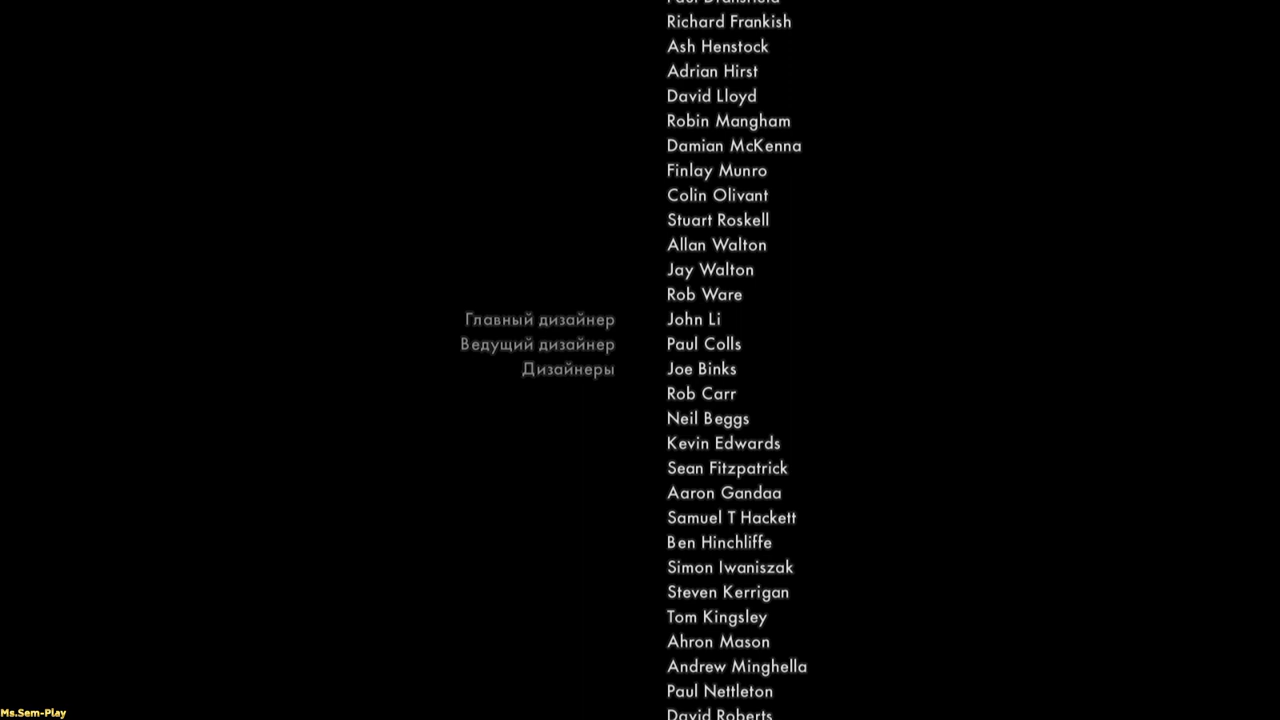 Richard Frankish
Ash Henstock
Adrian Hirst
David Lloyd
Robin Mangham
Damian McKenna
Finlay Munro
Colin Olivant
Stuart Roskell
Allan Walton
Jay Walton
Rob Ware
Главный дизайнер John Li
Ведущий дизайнер Paul Colls
Дизайнеры Joe Binks
Rob Carr
Neil Beggs
Kevin Edwards
Sean Fitzpatrick
Aaron Gandaa
Samuel T Hackett
Ben Hinchliffe
Simon Iwaniszak
Steven Kerrigan
Tom Kingsley
Ahron Mason
Andrew Minghella
Paul Nettleton
David Roberts
Ms.Sem-Play